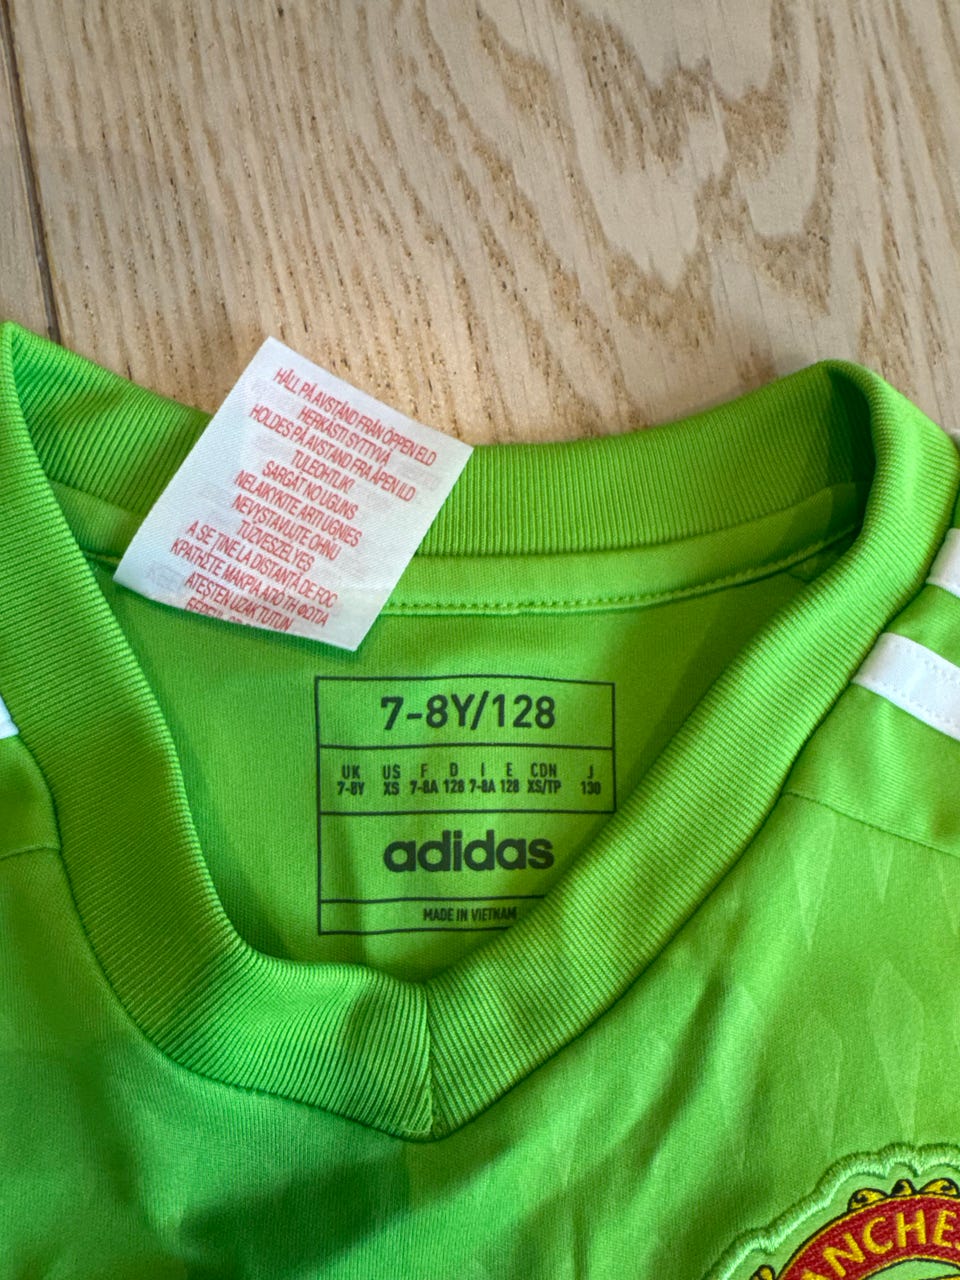 HÅLL PÅ AVSTÅND FRÅN ÖPPEN ELD
HERKÄSTI SYTTYVÄ
HOLDES PÅ AVSTAND FRA ÅPEN ILD
TULEOHTLIK!
SARGĀT NO UGUNS
NELAIKYKITE ARTI UGNIES
NEVYSTAVUJTE OHNU
TŰZVESZÉLYES
A SE ȚINE LA DISTANȚĂ DE FOC
ΚΡΑΤΗΣΤΕ ΜΑΚΡΙΑ ΑΠΟ ΤΗ ΦΩΤΙΑ
ATEŞTEN UZAK TUTUN
7-8Y/128
UK US F D I E CDN J
7-8Y XS 7-8A 128 7-8A 128 XS/TP 130
adidas
MADE IN VIETNAM